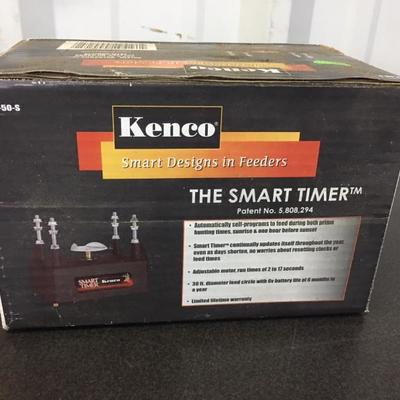 -50-S
Kenco®
Smart Designs in Feeders
THE SMART TIMER™
Patent No. 5,808,294
• Automatically self-programs to feed during both prime
hunting times, sunrise & one hour before sunset
• Smart Timer™ continually updates itself throughout the year,
even as days shorten, no worries about resetting clocks or
feed times
• Adjustable motor, run times of 2 to 17 seconds
• 30 ft. diameter feed circle with 6v battery life of 6 months to
a year
• Limited lifetime warranty
SMART
TIMER
Kenco